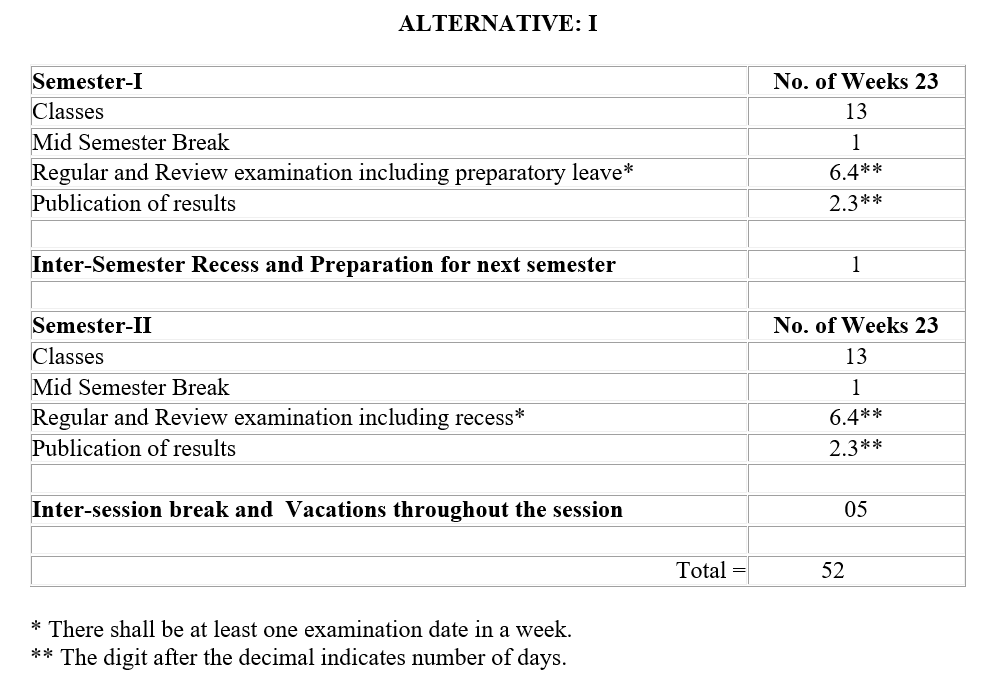 ALTERNATIVE: I
Semester-I No. of Weeks 23
Classes 13
Mid Semester Break 1
Regular and Review examination including preparatory leave* 6.4**
Publication of results 2.3**
Inter-Semester Recess and Preparation for next semester 1
Semester-II No. of Weeks 23
Classes 13
Mid Semester Break 1
Regular and Review examination including recess* 6.4**
Publication of results 2.3**
Inter-session break and  Vacations throughout the session 05
Total = 52
* There shall be at least one examination date in a week.
** The digit after the decimal indicates number of days.